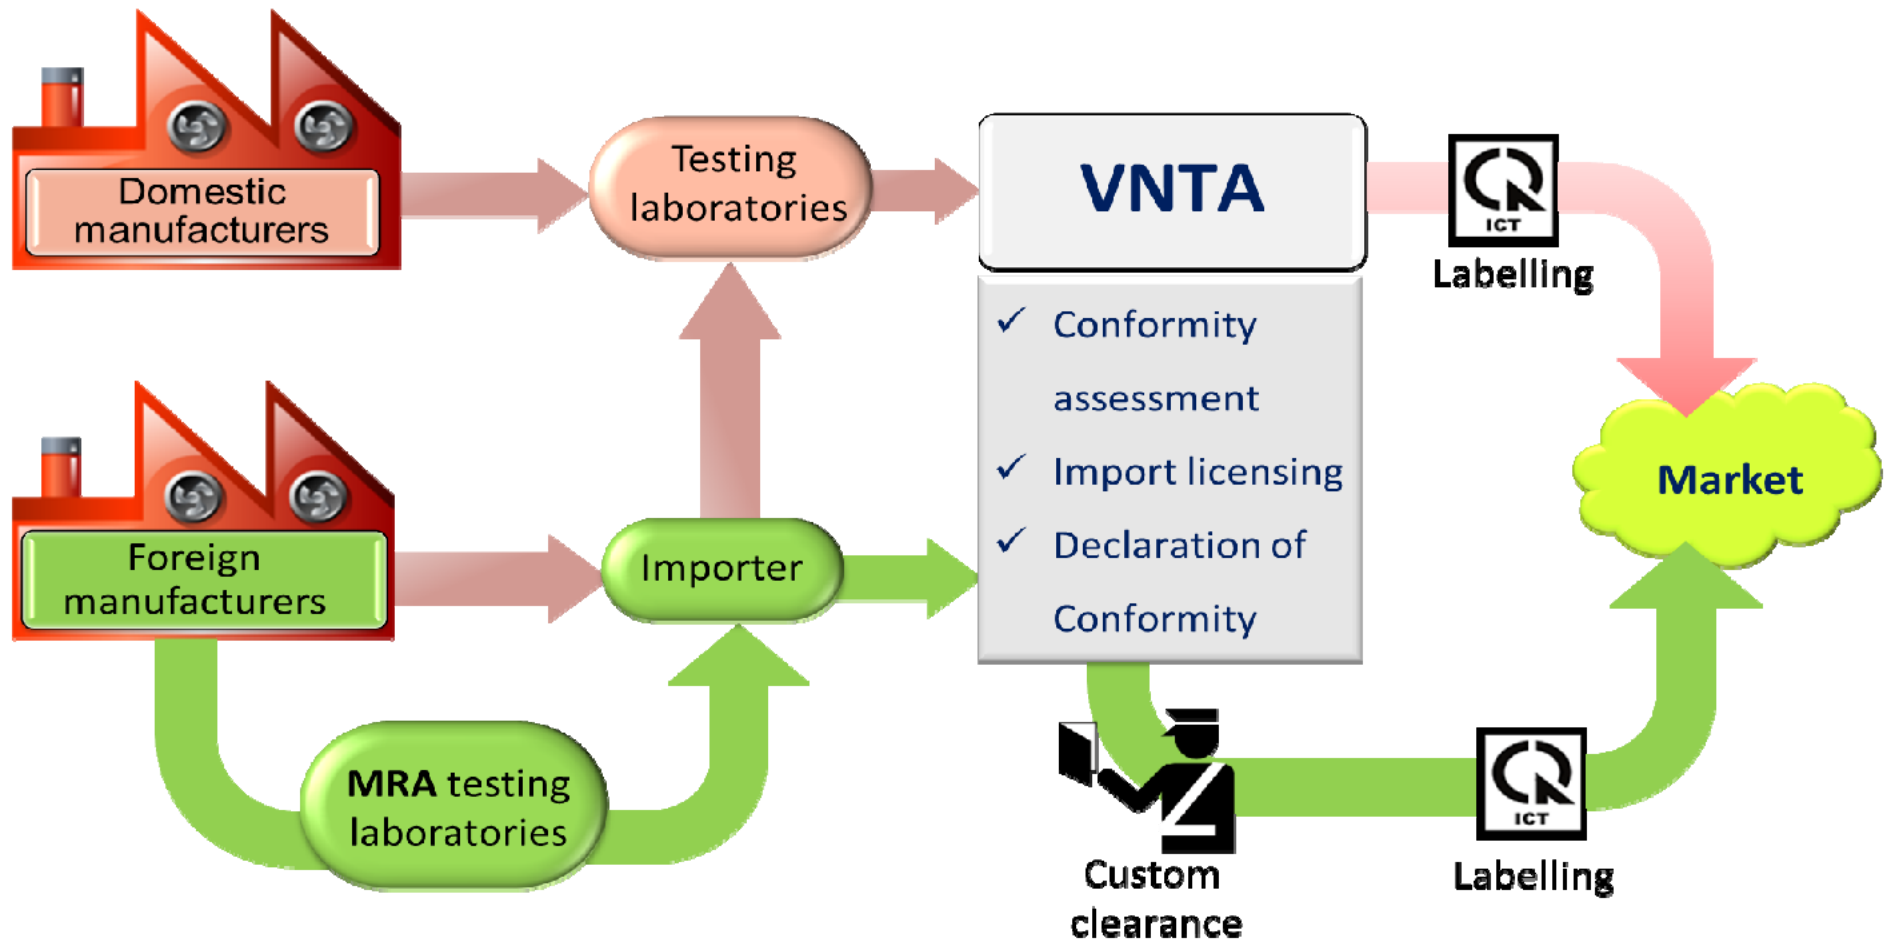 Domestic
manufacturers
Testing
laboratories
VNTA
ICT
Labelling
Conformity
assessment
Import licensing
Declaration of
Conformity
Market
Foreign
manufacturers
Importer
MRA testing
laboratories
Custom
clearance
ICT
Labelling